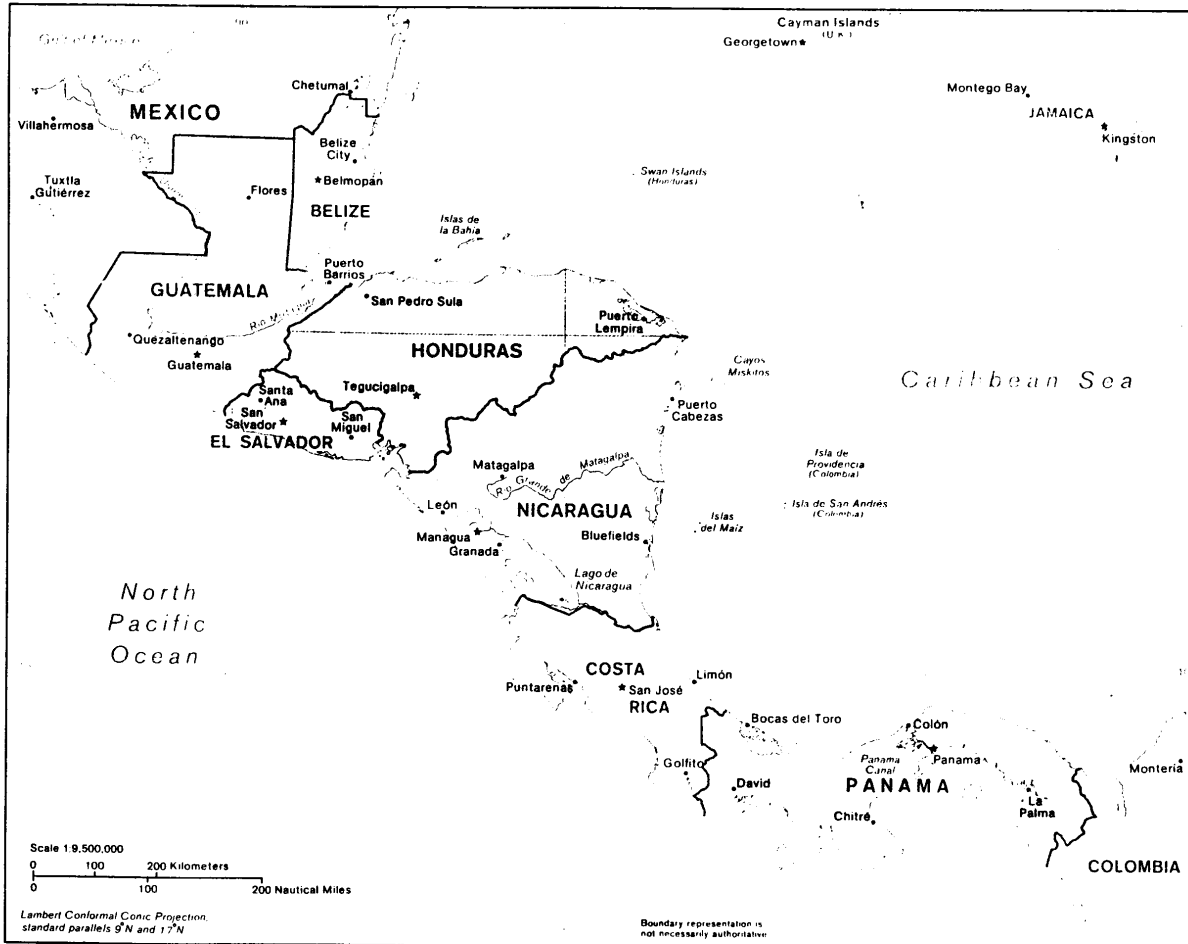 90
Cayman Islands
(U.K.)
Georgetown
Gulf of Mexico
Chetumal
Montego Bay
JAMAICA
Kingston
MEXICO
Villahermosa
Belize
City
Tuxtla
Gutiérrez
Flores
Belmopan
Swan Islands
(Honduras)
BELIZE
Islas de
la Bahía
Puerto
Barrios
GUATEMALA
San Pedro Sula
Puerto
Lempira
Quezaltenango
Guatemala
HONDURAS
Cayos
Miskitos
Caribbean Sea
Santa
Ana
Tegucigalpa
San
Salvador
San
Miguel
Puerto
Cabezas
EL SALVADOR
Matagalpa
Río Grande de Matagalpa
Isla de
Providencia
(Colombia)
León
NICARAGUA
Isla de San Andrés
(Colombia)
Islas
del Maíz
Managua
Granada
Bluefields
Lago de
Nicaragua
North
Pacific
Ocean
COSTA
RICA
Puntarenas
San José
Limón
Bocas del Toro
Colón
Golfito
Panama
Canal
Panama
Montería
David
PANAMA
La
Palma
Chitré
COLOMBIA
Scale 1:9,500,000
0 100 200 Kilometers
0 100 200 Nautical Miles
Lambert Conformal Conic Projection,
standard parallels 9°N and 17°N
Boundary representation is
not necessarily authoritative